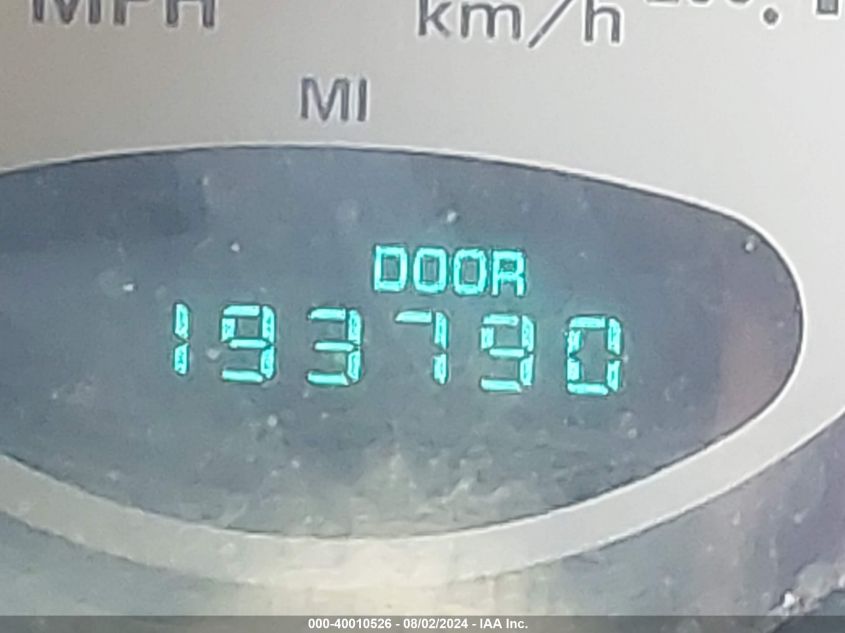 MPH km/h
MI
DOOR
193790
000-40010526 - 08/02/2024 - IAA Inc.